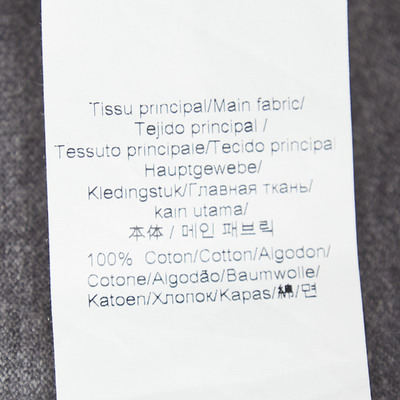 Tissu principal/Main fabric/
Tejido principal /
Tessuto principale/Tecido principal
Hauptgewebe/
Kledingstuk/Главная ткань/
kain utama/
本体 / 메인 패브릭
100% Coton/Cotton/Algodon/
Cotone/Algodão/Baumwolle/
Katoen/Хлопок/Kapas/綿/면